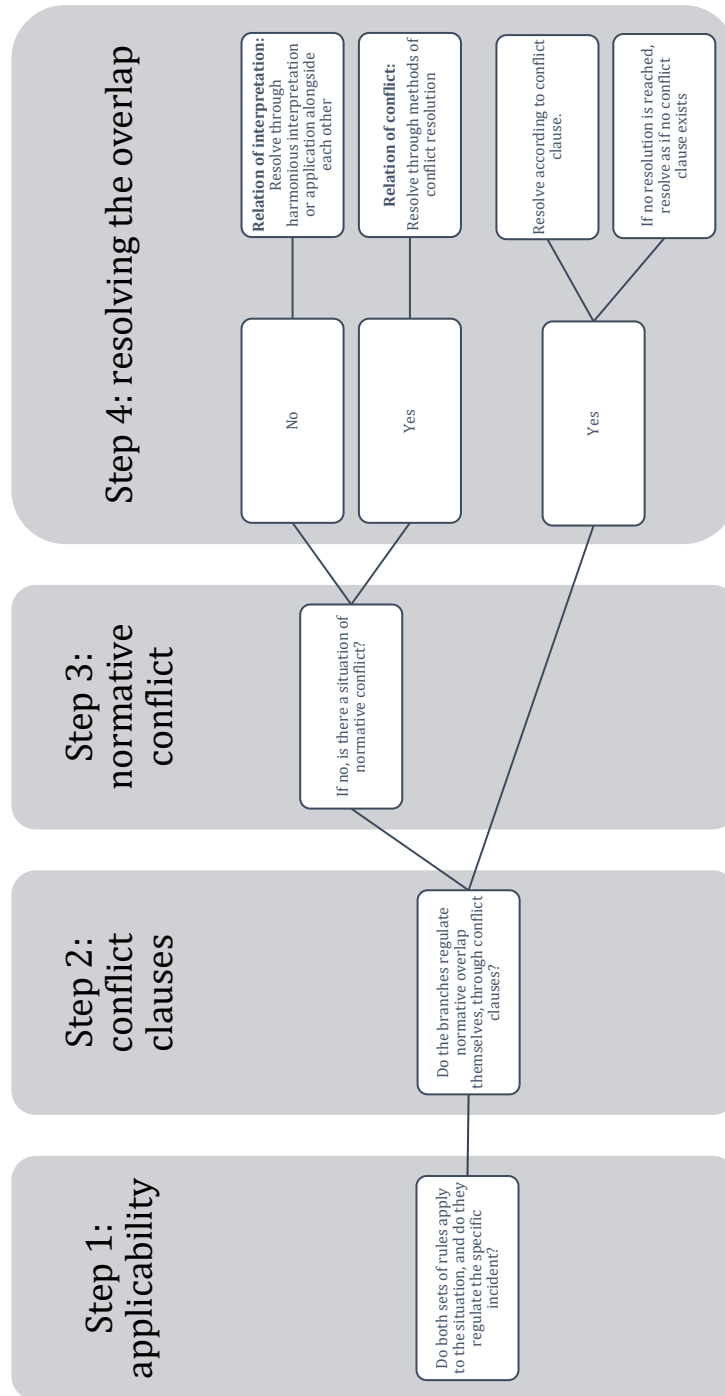 Step 1:
applicability
Do both sets of rules apply
to the situation, and do they
regulate the specific
incident?
Step 2:
conflict
clauses
Do the branches regulate
normative overlap
themselves, through conflict
clauses?
Step 3:
normative
conflict
If no, is there a situation of
normative conflict?
Step 4: resolving the overlap
No
Relation of interpretation:
Resolve through
harmonious interpretation
or application alongside
each other
Yes
Relation of conflict:
Resolve through methods of
conflict resolution
Yes
Resolve according to conflict
clause.
If no resolution is reached,
resolve as if no conflict
clause exists